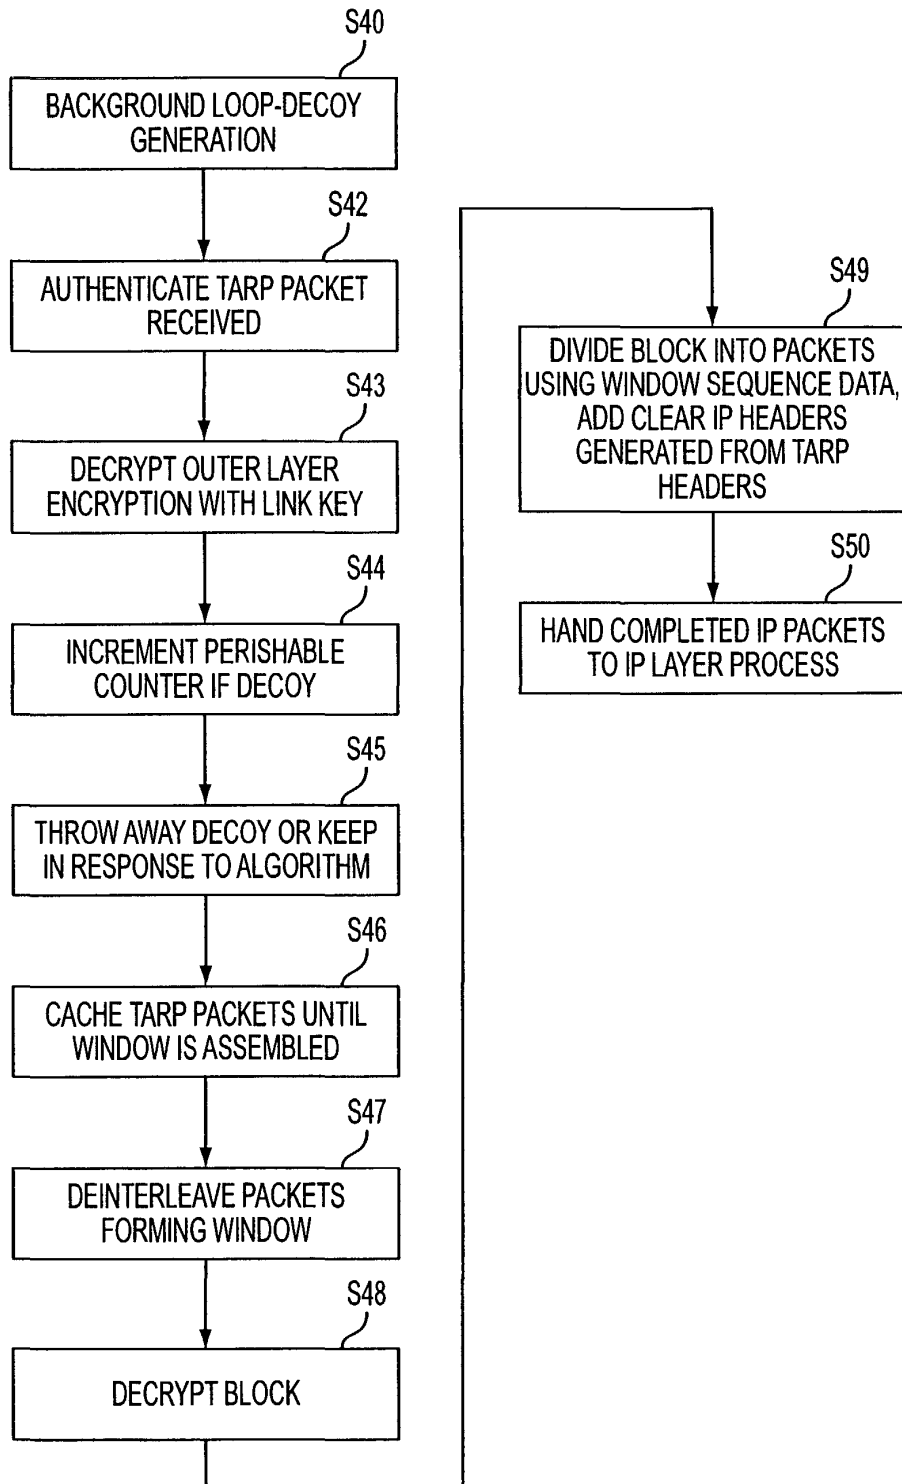 S40
BACKGROUND LOOP-DECOY
GENERATION
S42
AUTHENTICATE TARP PACKET
RECEIVED
S43
DECRYPT OUTER LAYER
ENCRYPTION WITH LINK KEY
S44
INCREMENT PERISHABLE
COUNTER IF DECOY
S45
THROW AWAY DECOY OR KEEP
IN RESPONSE TO ALGORITHM
S46
CACHE TARP PACKETS UNTIL
WINDOW IS ASSEMBLED
S47
DEINTERLEAVE PACKETS
FORMING WINDOW
S48
DECRYPT BLOCK
S49
DIVIDE BLOCK INTO PACKETS
USING WINDOW SEQUENCE DATA,
ADD CLEAR IP HEADERS
GENERATED FROM TARP
HEADERS
S50
HAND COMPLETED IP PACKETS
TO IP LAYER PROCESS